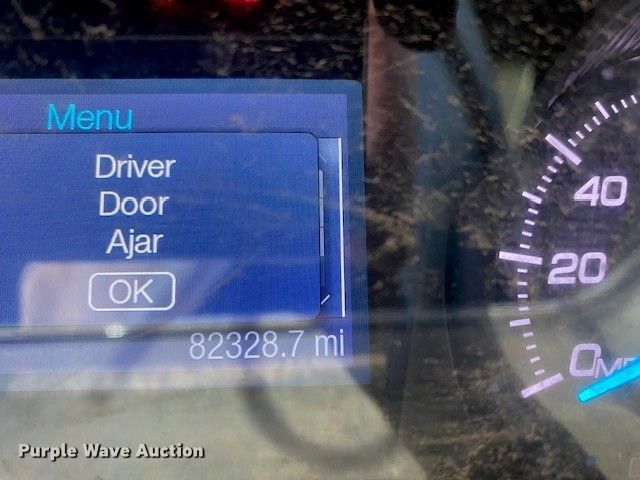 Menu
Driver
Door
Ajar
OK
82328.7 mi
40
20
0
Purple Wave Auction